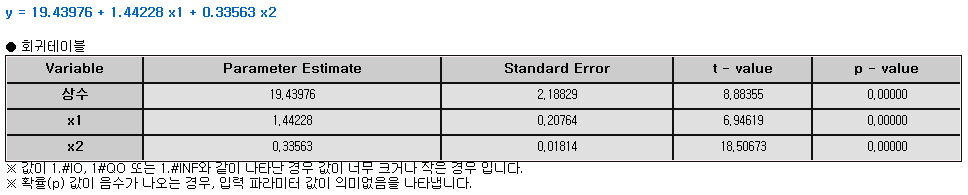 y = 19.43976 + 1.44228 x1 + 0.33563 x2
● 회귀테이블
Variable Parameter Estimate Standard Error t - value p - value
상수 19.43976 2.18829 8.88355 0.00000
x1 1.44228 0.20764 6.94619 0.00000
x2 0.33563 0.01814 18.50673 0.00000
※ 값이 1.#IO, 1#QO 또는 1.#INF와 같이 나타난 경우 값이 너무 크거나 작은 경우 입니다.
※ 확률(p) 값이 음수가 나오는 경우, 입력 파라미터 값이 의미없음을 나타냅니다.